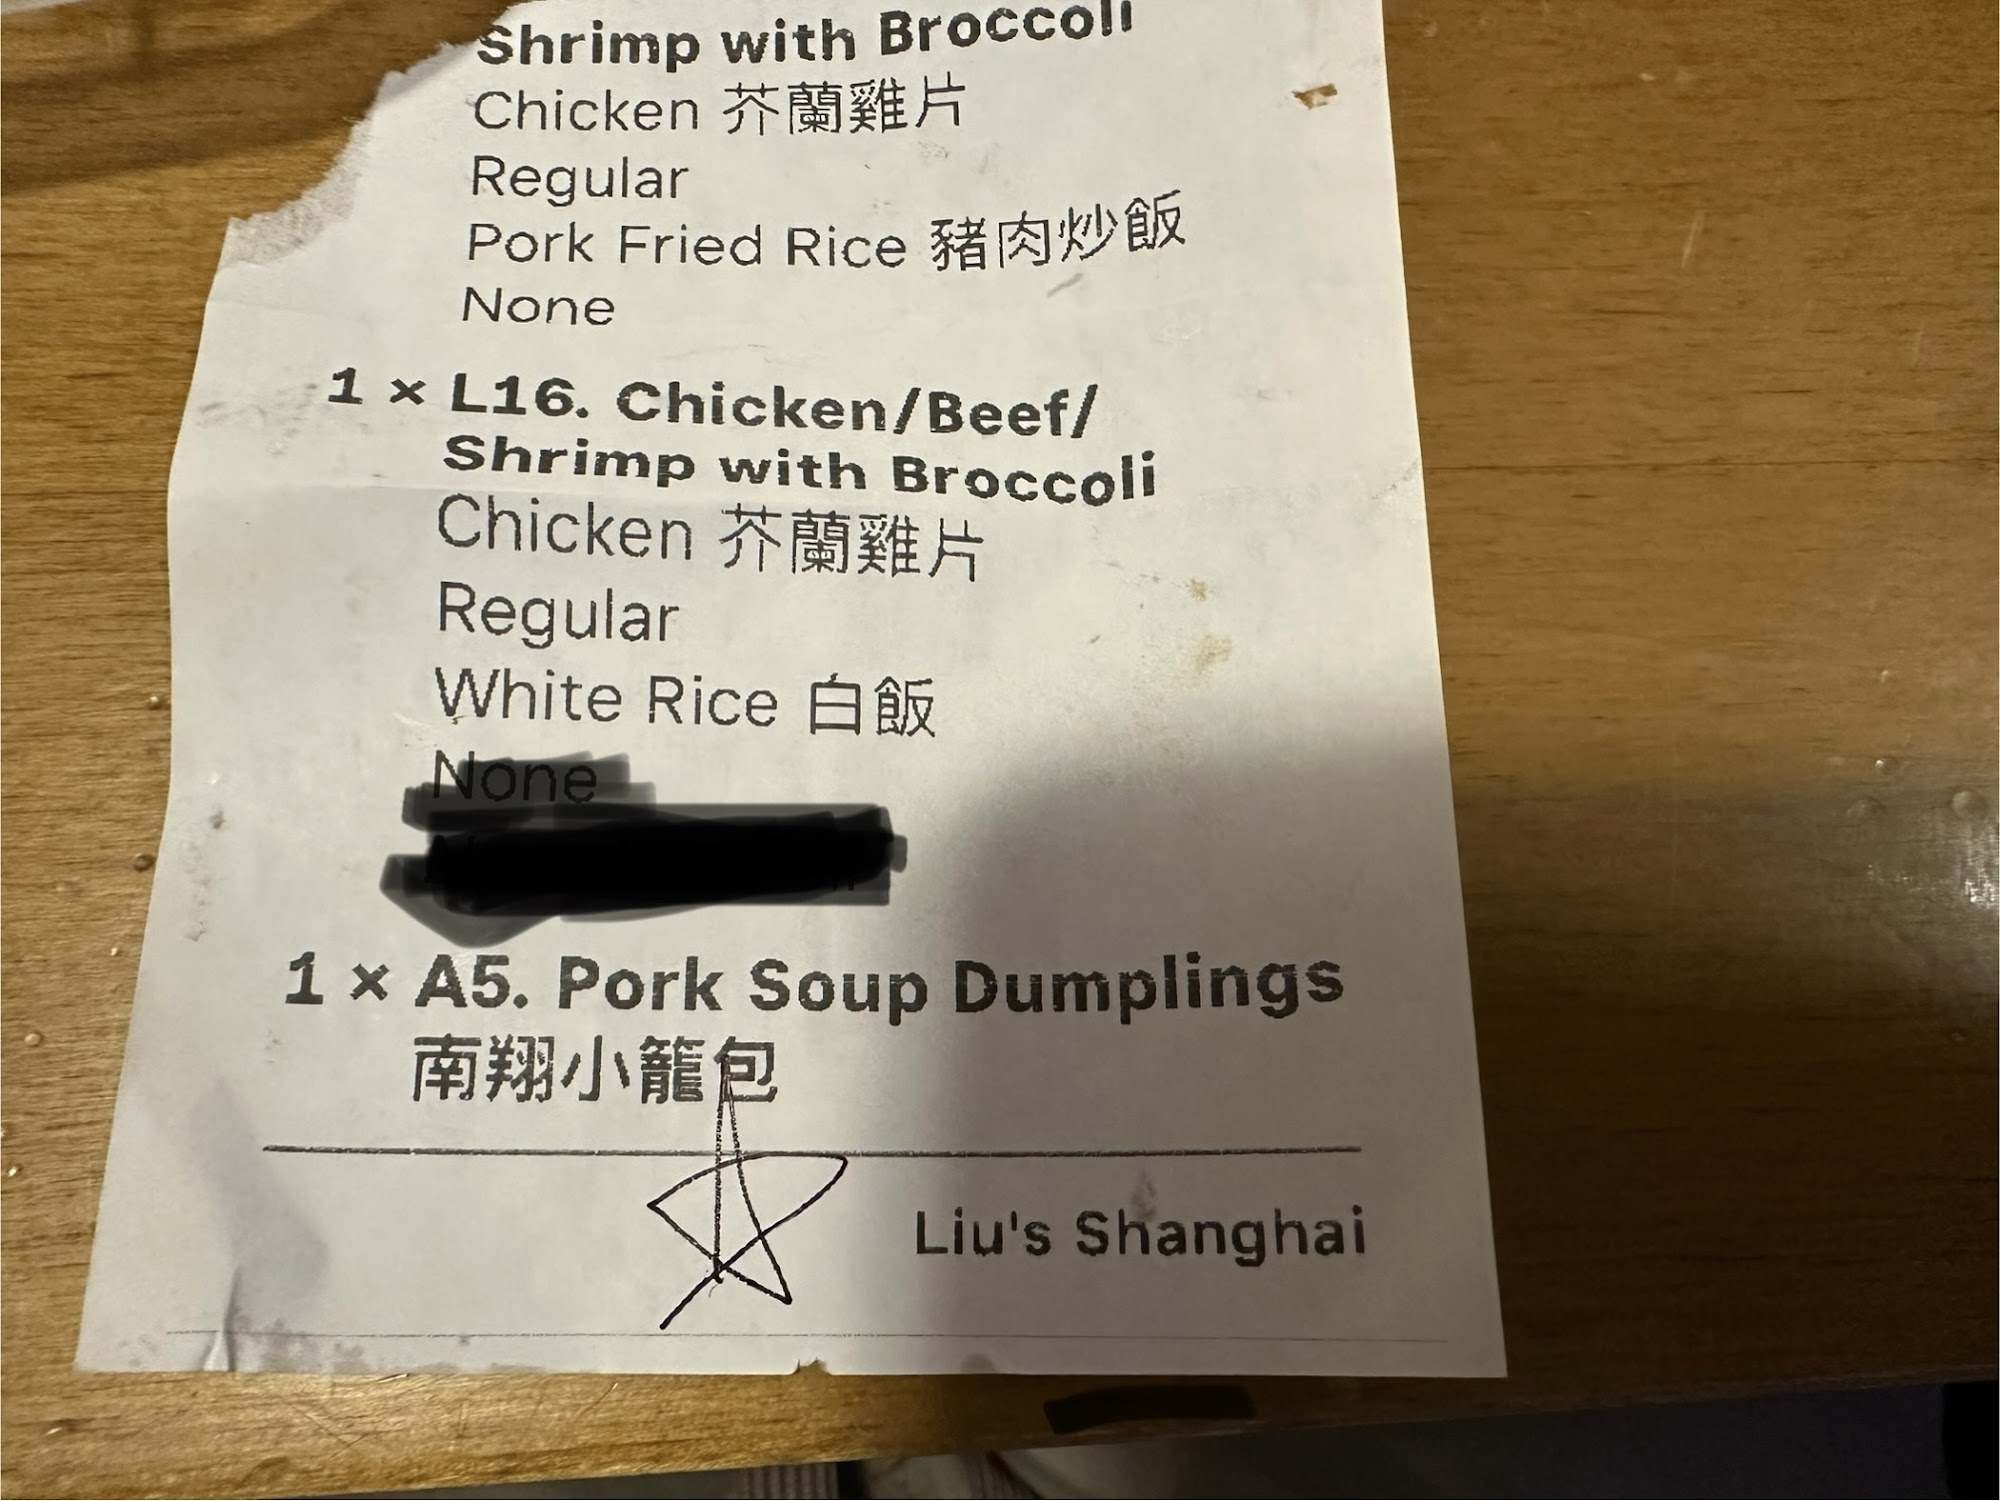 Shrimp with Broccoli
Chicken 芥蘭雞片
Regular
Pork Fried Rice 豬肉炒飯
None
1 × L16. Chicken/Beef/
Shrimp with Broccoli
Chicken 芥蘭雞片
Regular
White Rice 白飯
None
1 × A5. Pork Soup Dumplings
南翔小籠包
Liu's Shanghai